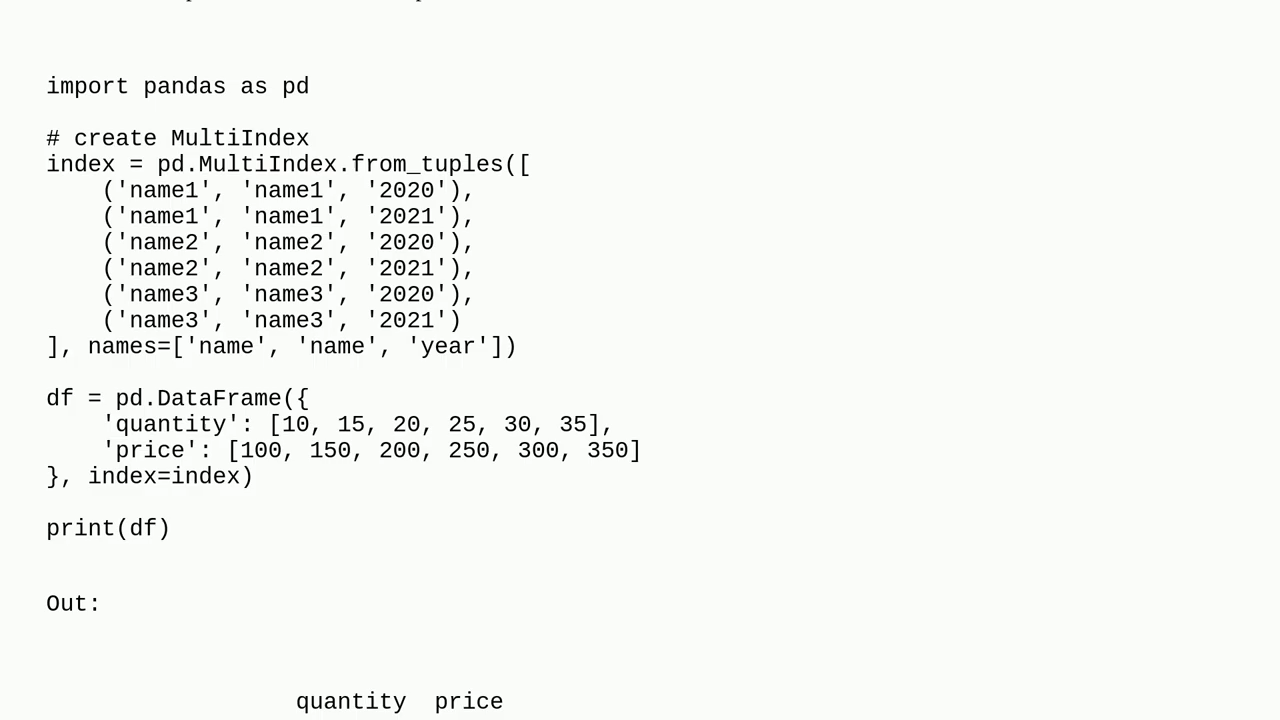 import pandas as pd
# create MultiIndex
index = pd.MultiIndex.from_tuples([
    ('name1', 'name1', '2020'),
    ('name1', 'name1', '2021'),
    ('name2', 'name2', '2020'),
    ('name2', 'name2', '2021'),
    ('name3', 'name3', '2020'),
    ('name3', 'name3', '2021')
], names=['name', 'name', 'year'])
df = pd.DataFrame({
    'quantity': [10, 15, 20, 25, 30, 35],
    'price': [100, 150, 200, 250, 300, 350]
}, index=index)
print(df)
Out:
                  quantity  price